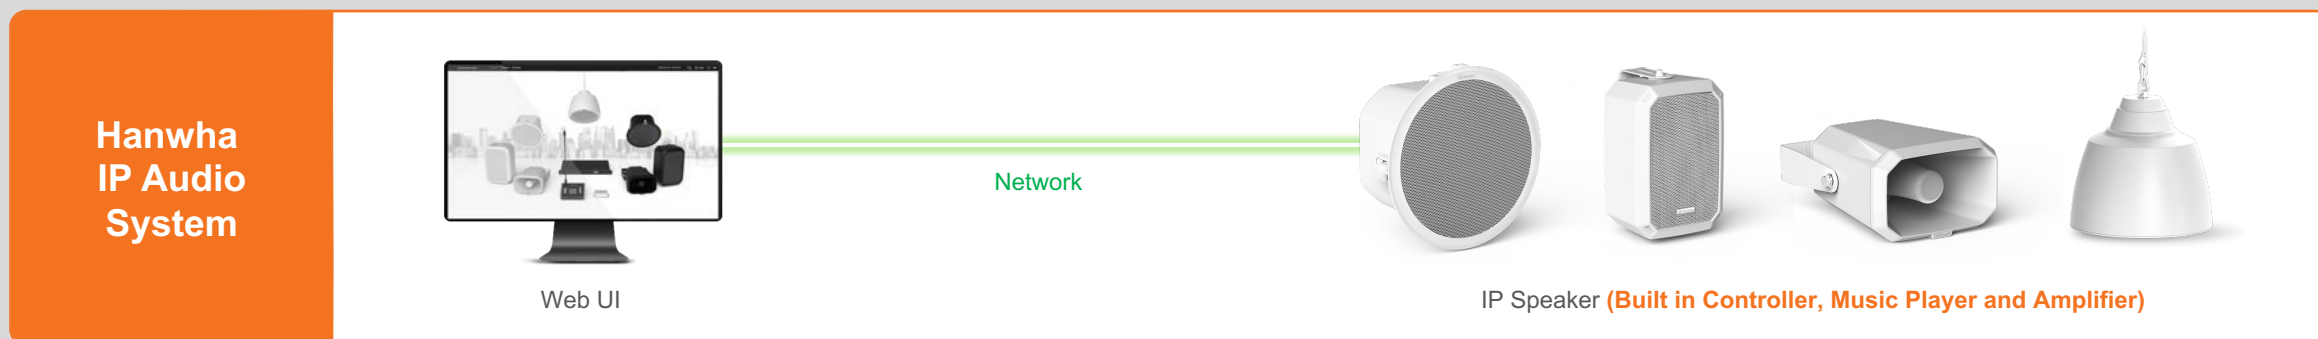 Hanwha
IP Audio
System
Network
Web UI
IP Speaker (Built in Controller, Music Player and Amplifier)